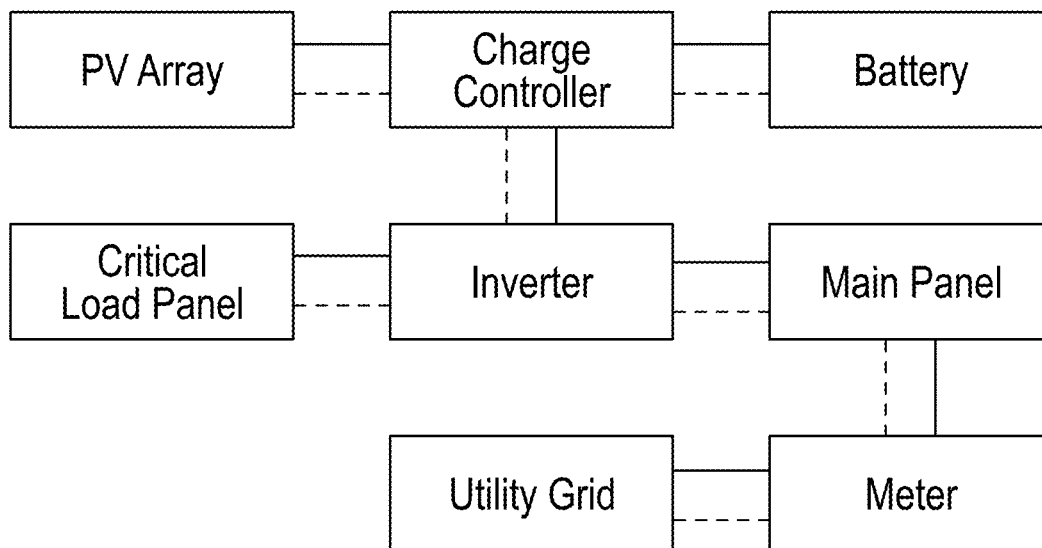 PV Array
Charge
Controller
Battery
Critical
Load Panel
Inverter
Main Panel
Utility Grid
Meter